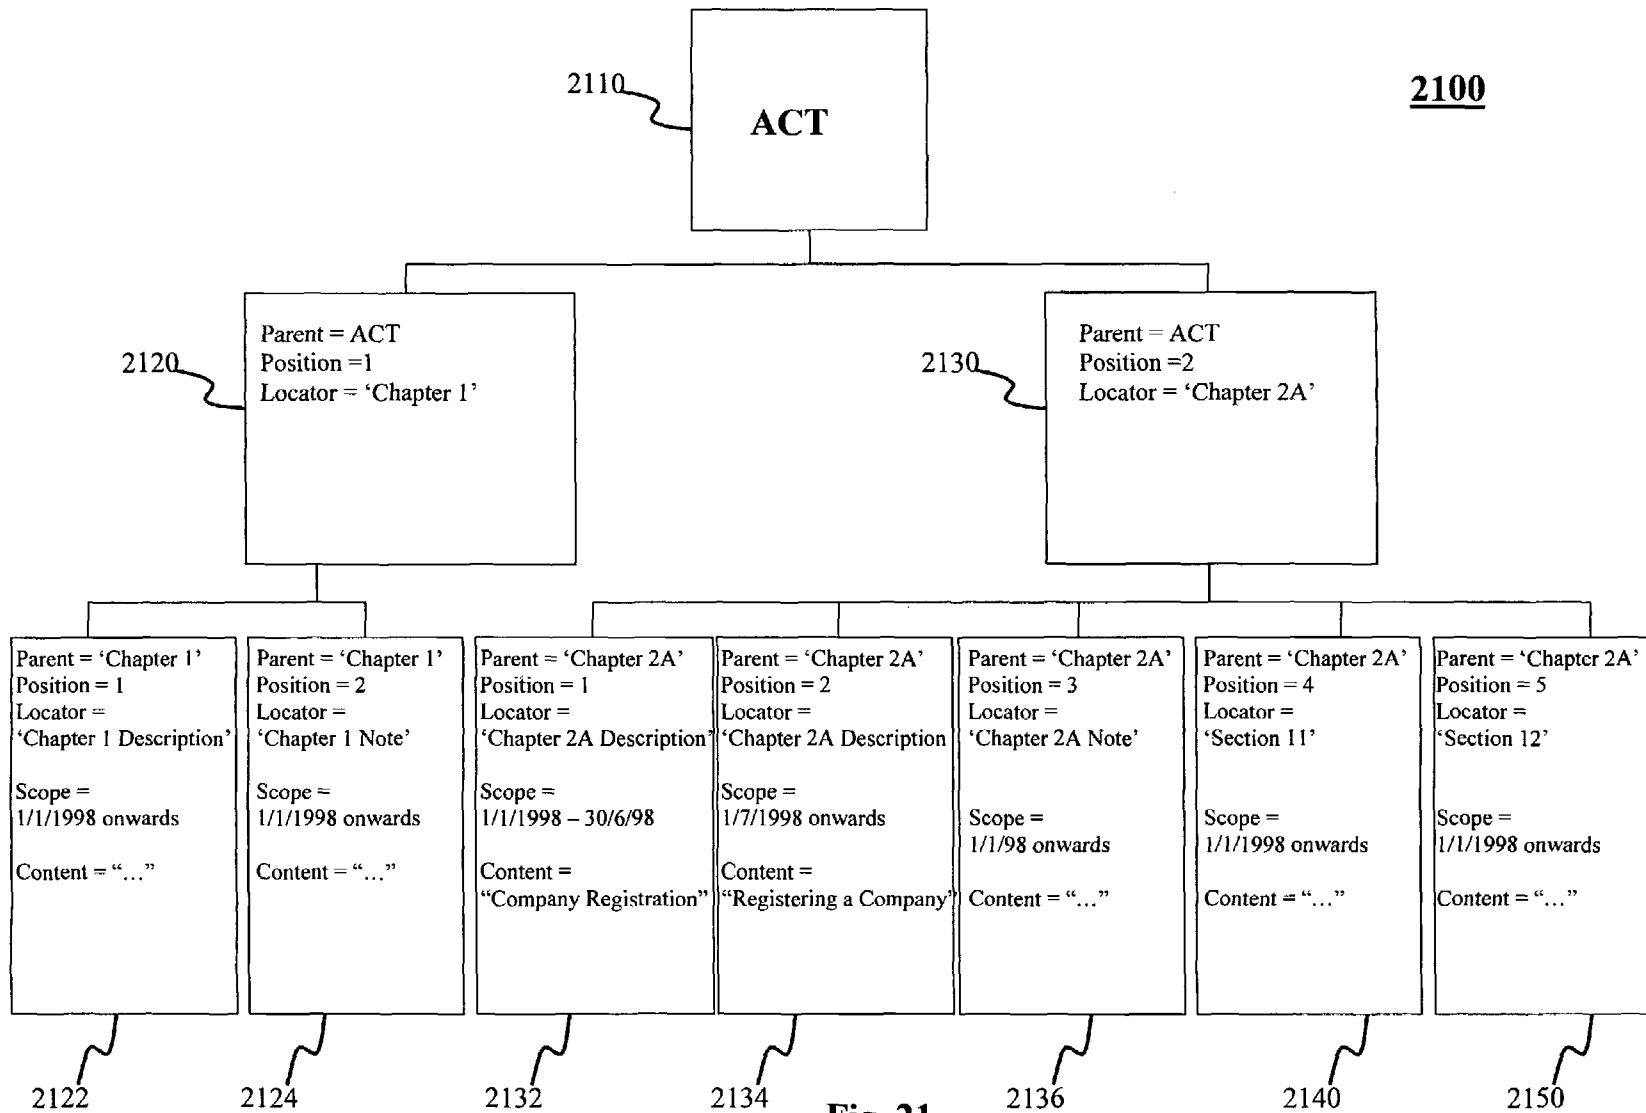 2100
2110
ACT
2120
Parent = ACT
Position =1
Locator = ‘Chapter 1’
2130
Parent = ACT
Position =2
Locator = ‘Chapter 2A’
Parent = ‘Chapter 1’
Position = 1
Locator =
‘Chapter 1 Description’
Scope =
1/1/1998 onwards
Content = “...”
2122
Parent = ‘Chapter 1’
Position = 2
Locator =
‘Chapter 1 Note’
Scope =
1/1/1998 onwards
Content = “...”
2124
Parent = ‘Chapter 2A’
Position = 1
Locator =
‘Chapter 2A Description’
Scope =
1/1/1998 – 30/6/98
Content =
“Company Registration”
2132
Parent = ‘Chapter 2A’
Position = 2
Locator =
‘Chapter 2A Description
Scope =
1/7/1998 onwards
Content =
“Registering a Company”
2134
Parent = ‘Chapter 2A’
Position = 3
Locator =
‘Chapter 2A Note’
Scope =
1/1/98 onwards
Content = “...”
2136
Parent = ‘Chapter 2A’
Position = 4
Locator =
‘Section 11’
Scope =
1/1/1998 onwards
Content = “...”
2140
Parent = ‘Chapter 2A’
Position = 5
Locator =
‘Section 12’
Scope =
1/1/1998 onwards
Content = “...”
2150
Fig. 21